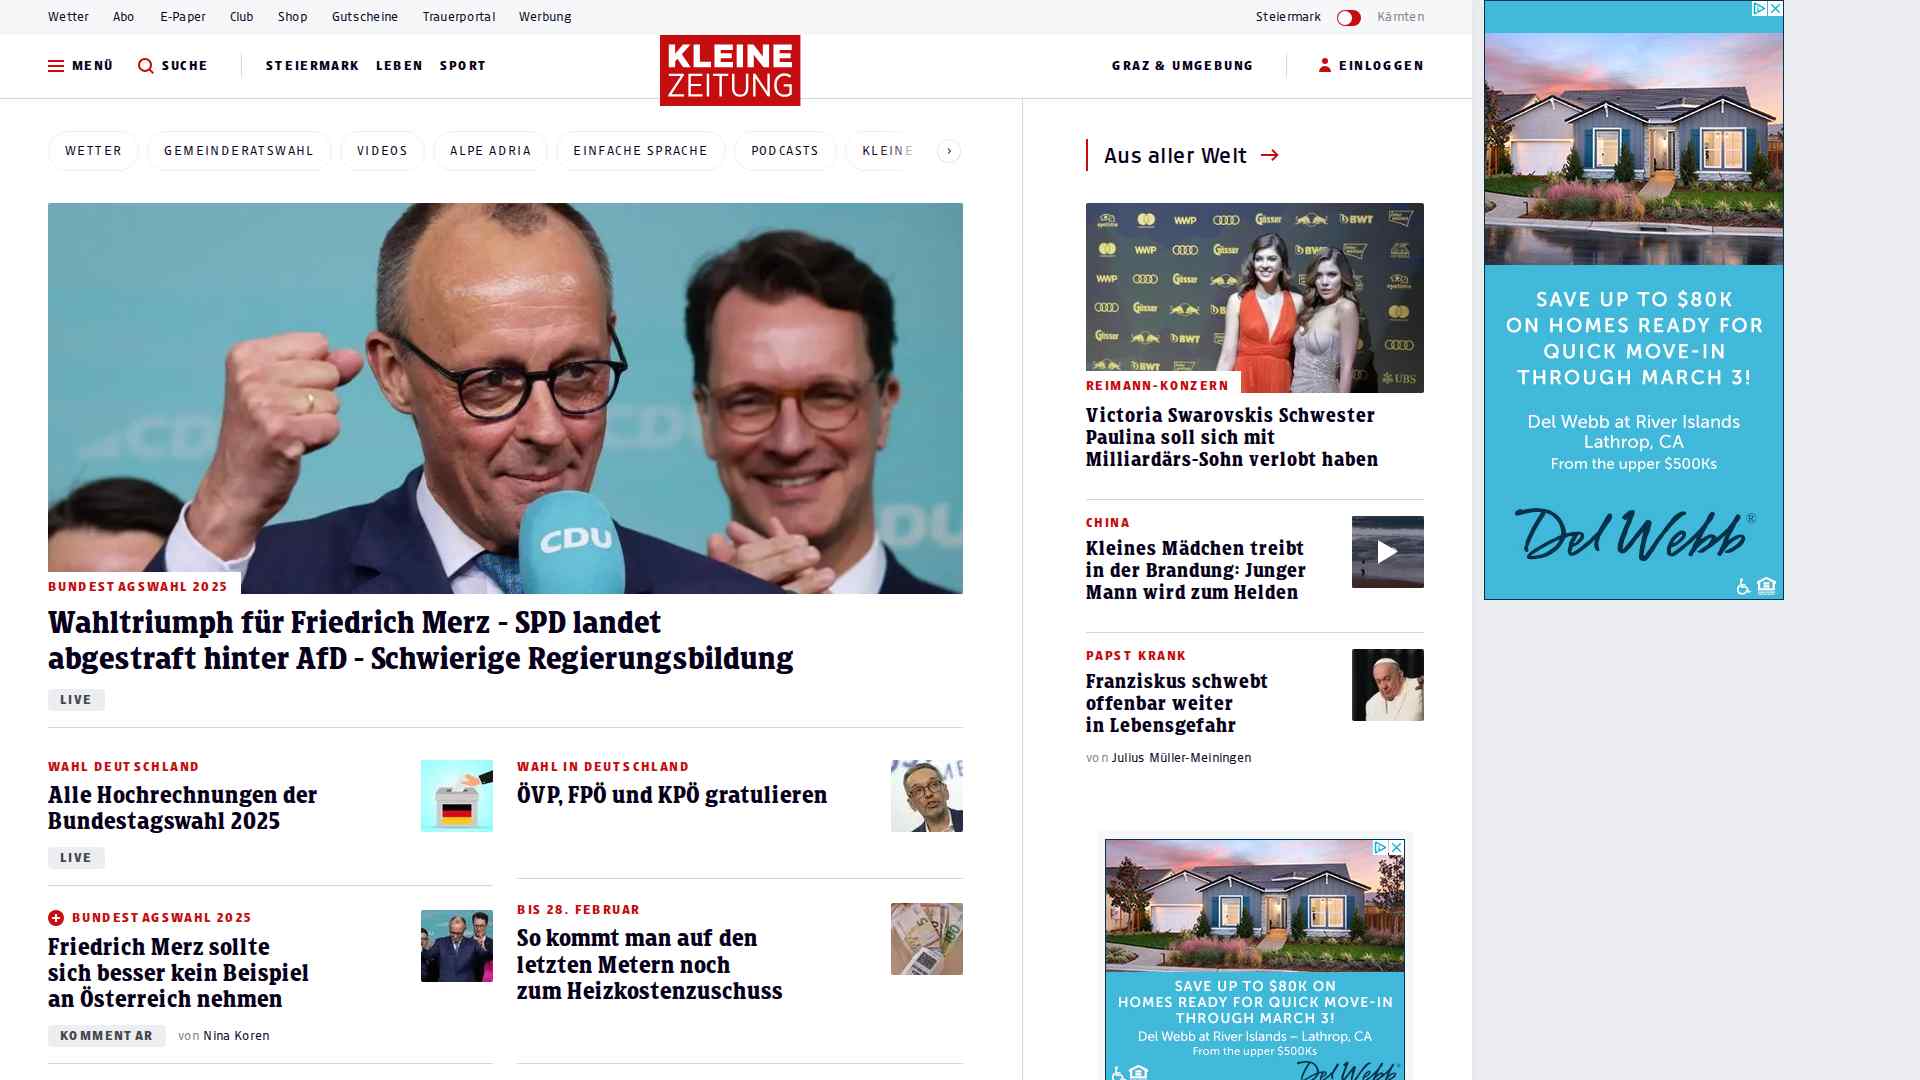 Wetter Abo E-Paper Club Shop Gutscheine Trauerportal Werbung
Steiermark Kärnten
MENÜ SUCHE STEIERMARK LEBEN SPORT
KLEINE
ZEITUNG
GRAZ & UMGEBUNG EINLOGGEN
WETTER GEMEINDERATSWAHL VIDEOS ALPE ADRIA EINFACHE SPRACHE PODCASTS KLEINE
CDU
BUNDESTAGSWAHL 2025
Wahltriumph für Friedrich Merz - SPD landet
abgestraft hinter AfD - Schwierige Regierungsbildung
LIVE
WAHL DEUTSCHLAND
Alle Hochrechnungen der
Bundestagswahl 2025
LIVE
WAHL IN DEUTSCHLAND
ÖVP, FPÖ und KPÖ gratulieren
BUNDESTAGSWAHL 2025
Friedrich Merz sollte
sich besser kein Beispiel
an Österreich nehmen
KOMMENTAR von Nina Koren
BIS 28. FEBRUAR
So kommt man auf den
letzten Metern noch
zum Heizkostenzuschuss
Aus aller Welt
REIMANN-KONZERN
Victoria Swarovskis Schwester
Paulina soll sich mit
Milliardärs-Sohn verlobt haben
CHINA
Kleines Mädchen treibt
in der Brandung: Junger
Mann wird zum Helden
PAPST KRANK
Franziskus schwebt
offenbar weiter
in Lebensgefahr
von Julius Müller-Meiningen
SAVE UP TO $80K ON
HOMES READY FOR QUICK MOVE-IN
THROUGH MARCH 3!
Del Webb at River Islands – Lathrop, CA
From the upper $500Ks
Del Webb
SAVE UP TO $80K
ON HOMES READY FOR
QUICK MOVE-IN
THROUGH MARCH 3!
Del Webb at River Islands
Lathrop, CA
From the upper $500Ks
Del Webb®